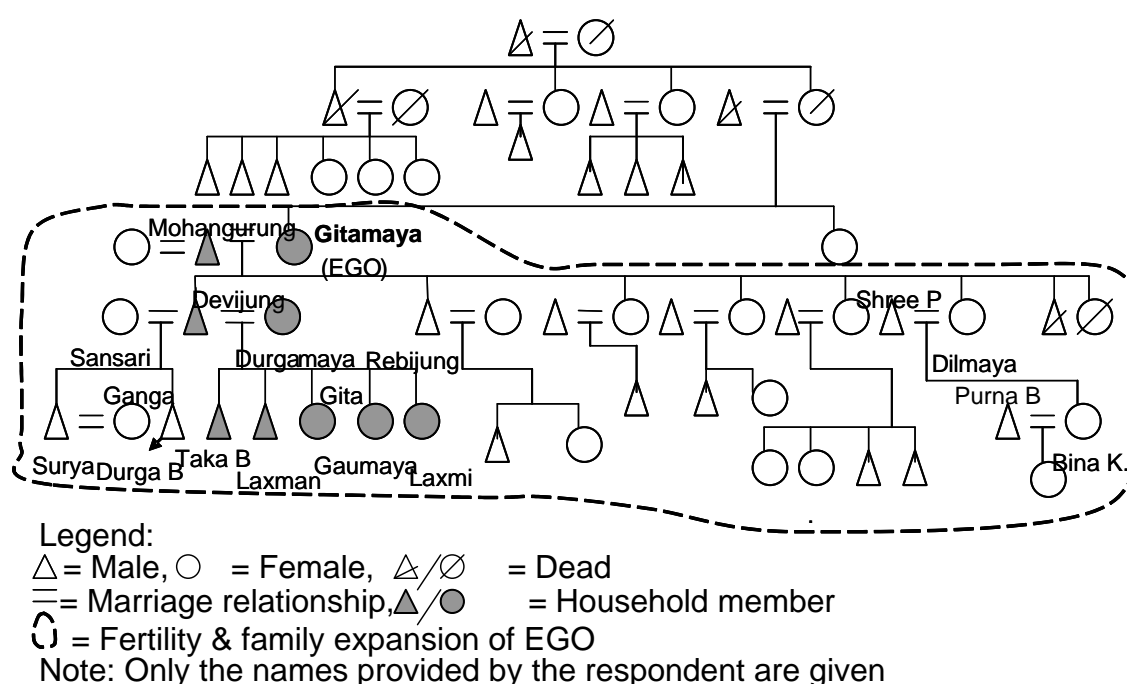 Mohangurung Gitamaya
(EGO)
Devijung Shree P
Sansari Durgamaya Rebijung Dilmaya
Ganga Gita Purna B
Surya Durga B Taka B Gaumaya Laxmi Bina K.
Laxman
Legend:
= Male, = Female, / = Dead
= Marriage relationship, / = Household member
= Fertility & family expansion of EGO
Note: Only the names provided by the respondent are given